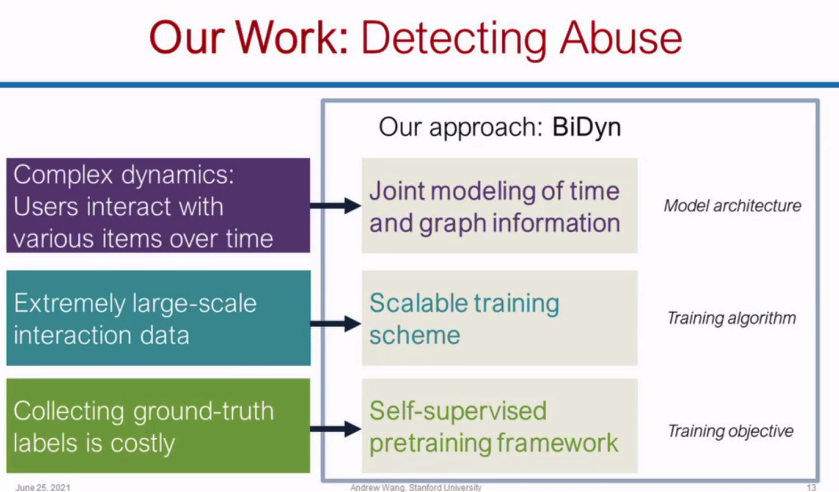 Our Work: Detecting Abuse
Our approach: BiDyn
Complex dynamics:
Users interact with
various items over time
Joint modeling of time
and graph information
Model architecture
Extremely large-scale
interaction data
Scalable training
scheme
Training algorithm
Collecting ground-truth
labels is costly
Self-supervised
pretraining framework
Training objective
June 25, 2021
Andrew Wang, Stanford University
13